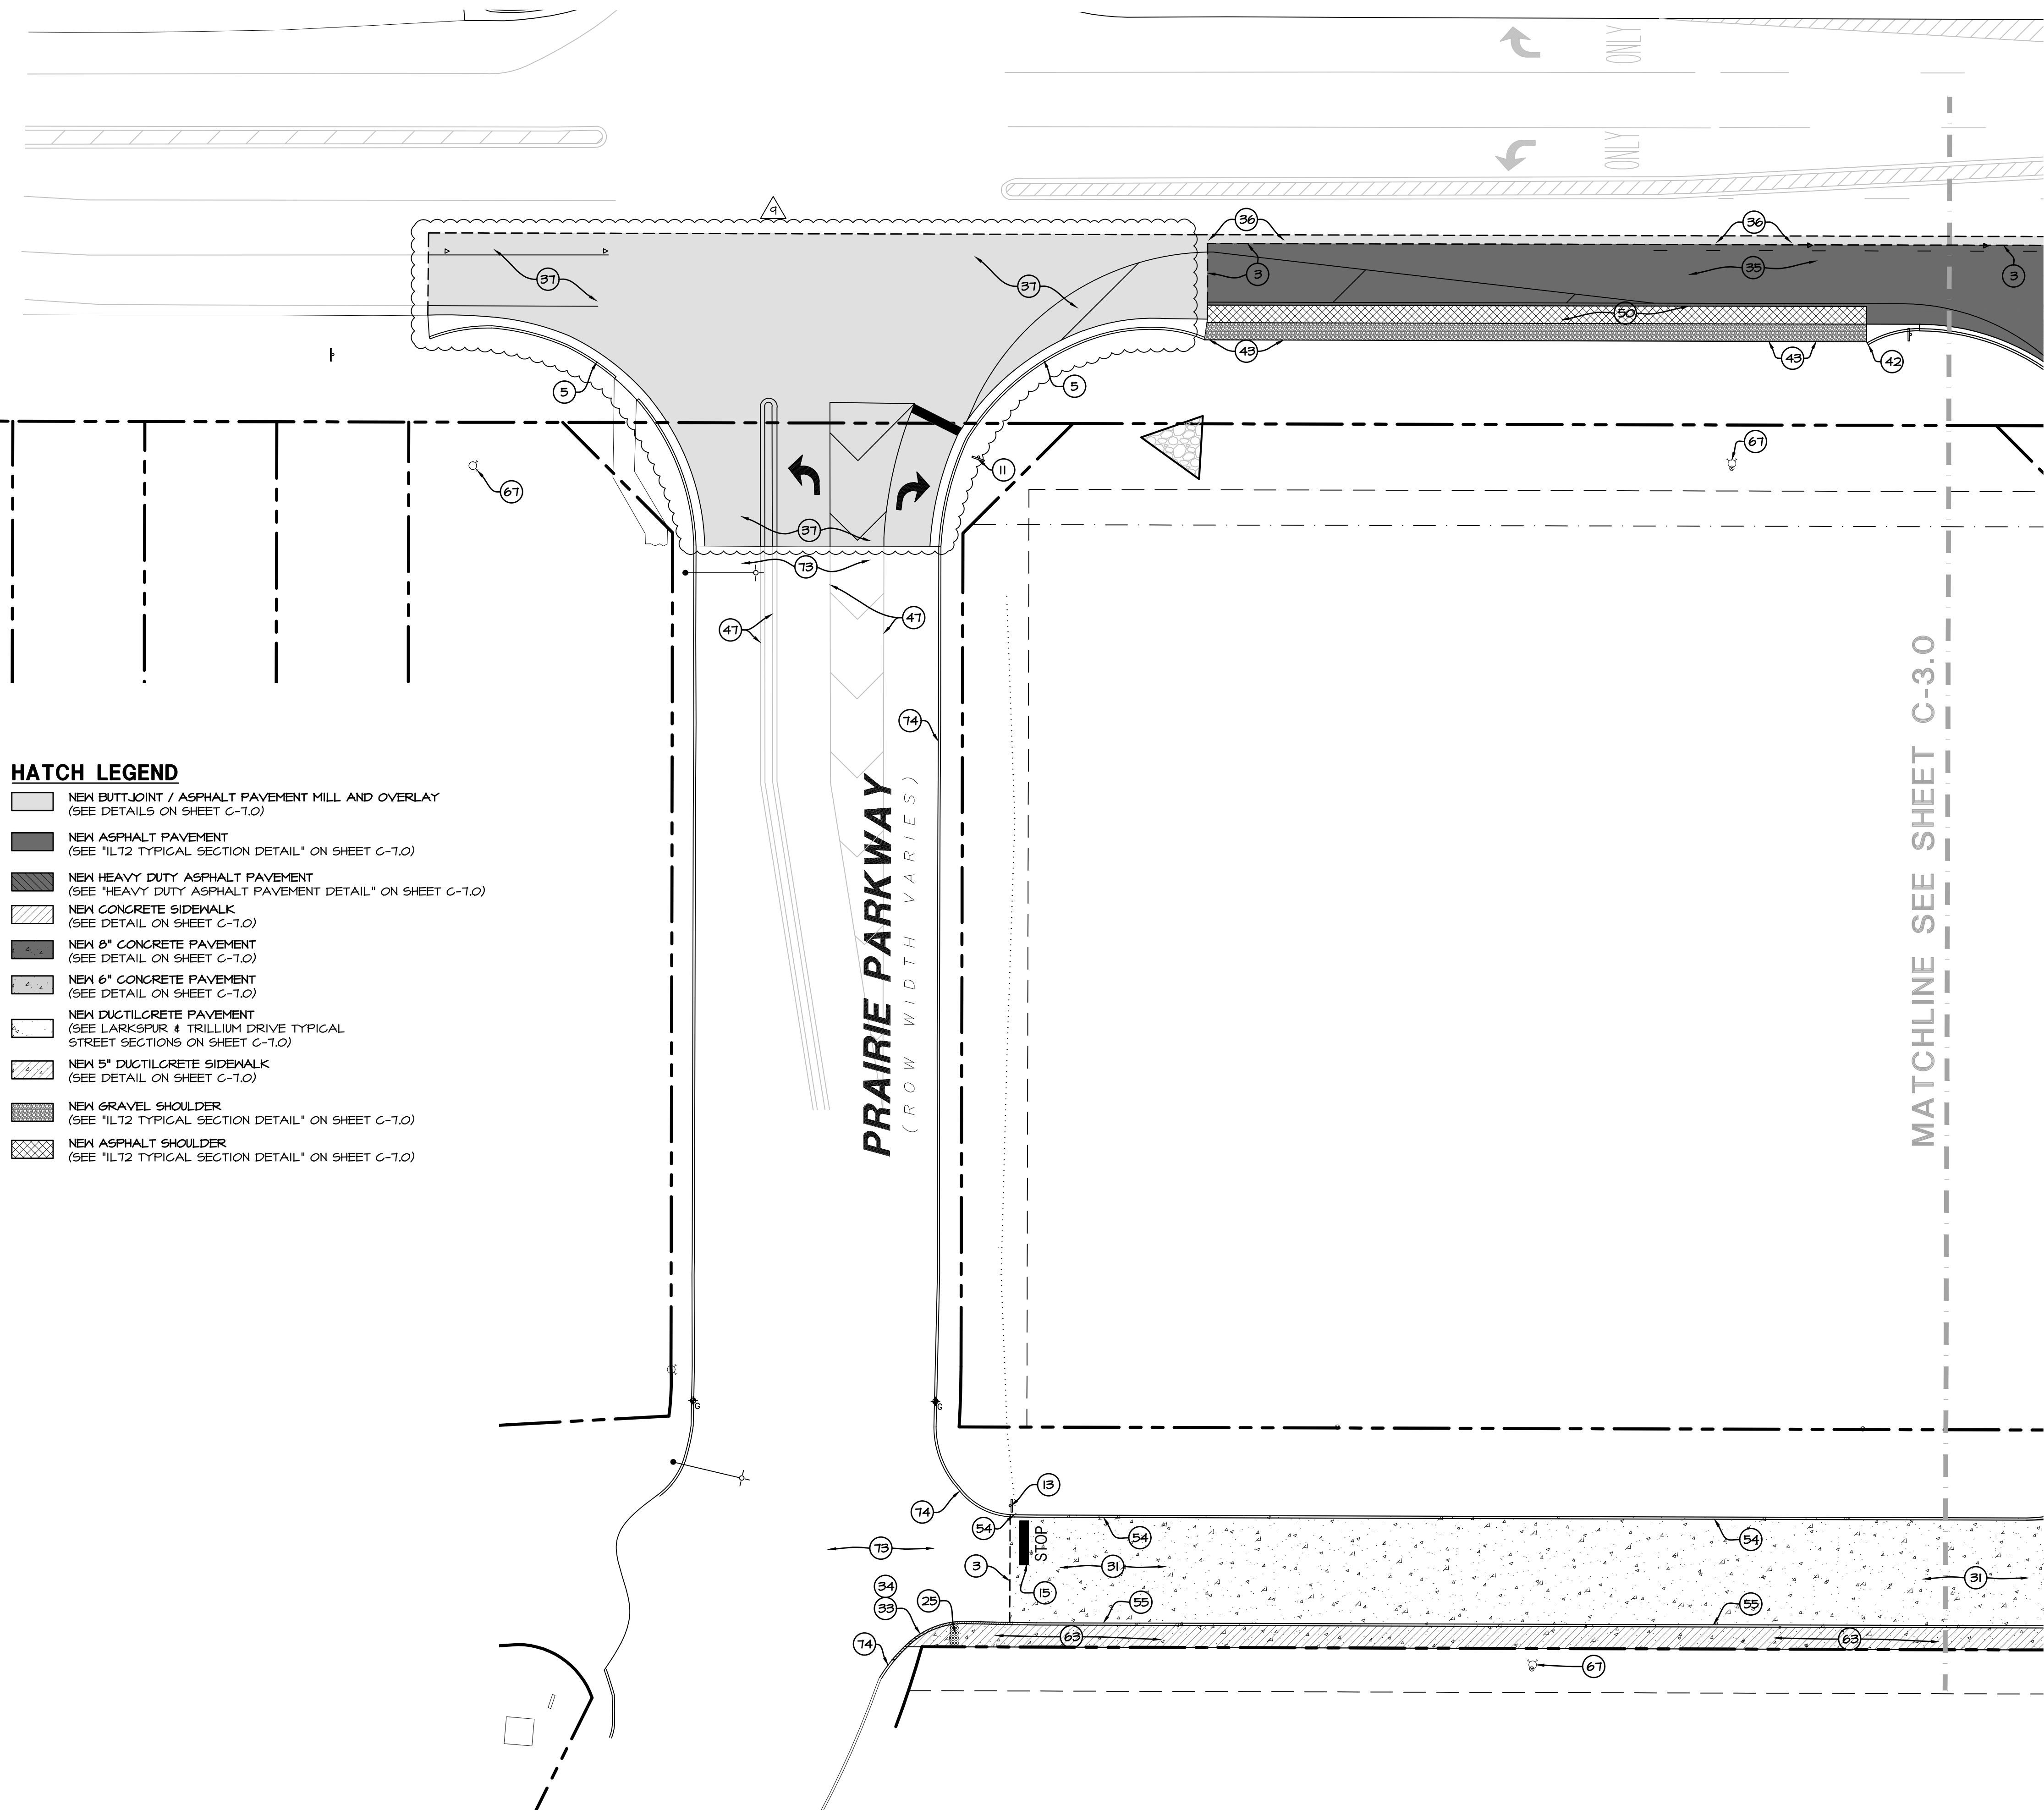 ONLY
ONLY
9
36
36
37
37
3
35
3
50
43
43
42
5
5
67
11
67
37
73
47
47
74
HATCH LEGEND
NEW BUTTJOINT / ASPHALT PAVEMENT MILL AND OVERLAY
(SEE DETAILS ON SHEET C-7.0)
NEW ASPHALT PAVEMENT
(SEE "IL72 TYPICAL SECTION DETAIL" ON SHEET C-7.0)
NEW HEAVY DUTY ASPHALT PAVEMENT
(SEE "HEAVY DUTY ASPHALT PAVEMENT DETAIL" ON SHEET C-7.0)
NEW CONCRETE SIDEWALK
(SEE DETAIL ON SHEET C-7.0)
NEW 8" CONCRETE PAVEMENT
(SEE DETAIL ON SHEET C-7.0)
NEW 6" CONCRETE PAVEMENT
(SEE DETAIL ON SHEET C-7.0)
NEW DUCTILCRETE PAVEMENT
(SEE LARKSPUR & TRILLIUM DRIVE TYPICAL
STREET SECTIONS ON SHEET C-7.0)
NEW 5" DUCTILCRETE SIDEWALK
(SEE DETAIL ON SHEET C-7.0)
NEW GRAVEL SHOULDER
(SEE "IL72 TYPICAL SECTION DETAIL" ON SHEET C-7.0)
NEW ASPHALT SHOULDER
(SEE "IL72 TYPICAL SECTION DETAIL" ON SHEET C-7.0)
PRAIRIE PARKWAY
(ROW WIDTH VARIES)
MATCHLINE SEE SHEET C-3.0
G
G
13
74
54
54
54
STOP
73
3
31
31
15
34
33
25
55
55
74
63
63
67